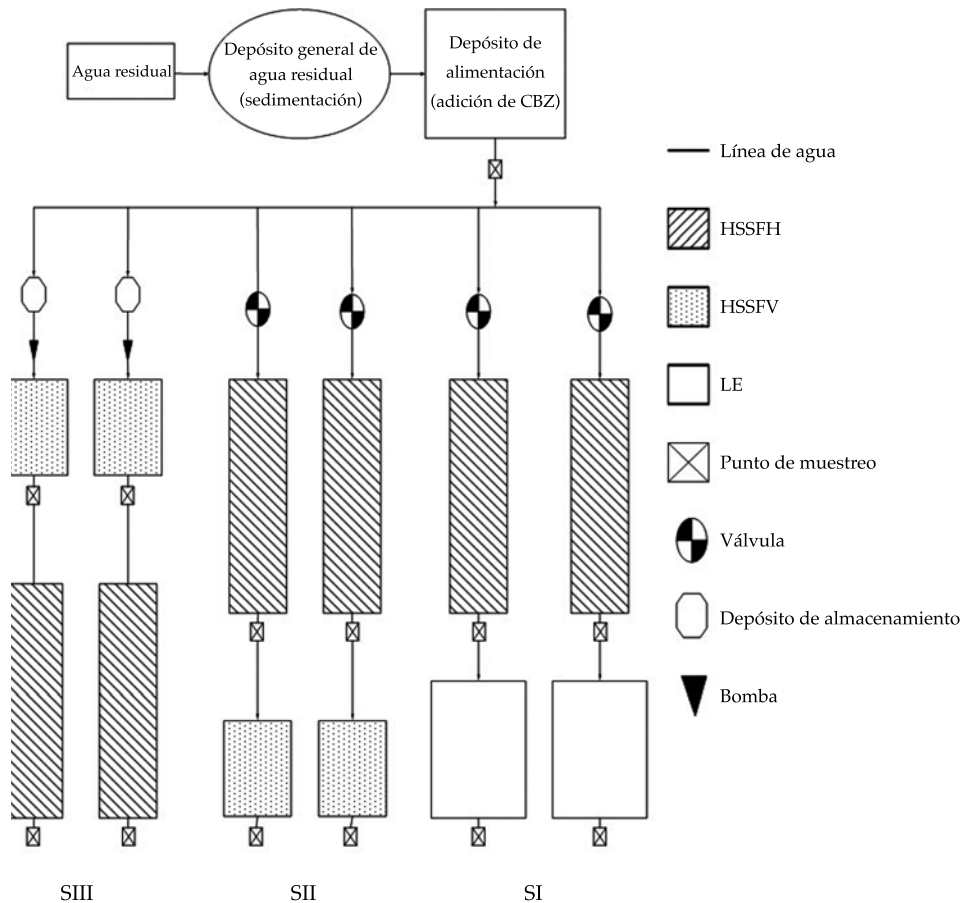 Agua residual
Depósito general de
agua residual
(sedimentación)
Depósito de
alimentación
(adición de CBZ)
Línea de agua
HSSFH
HSSFV
LE
Punto de muestreo
Válvula
Depósito de almacenamiento
Bomba
SIII
SII
SI